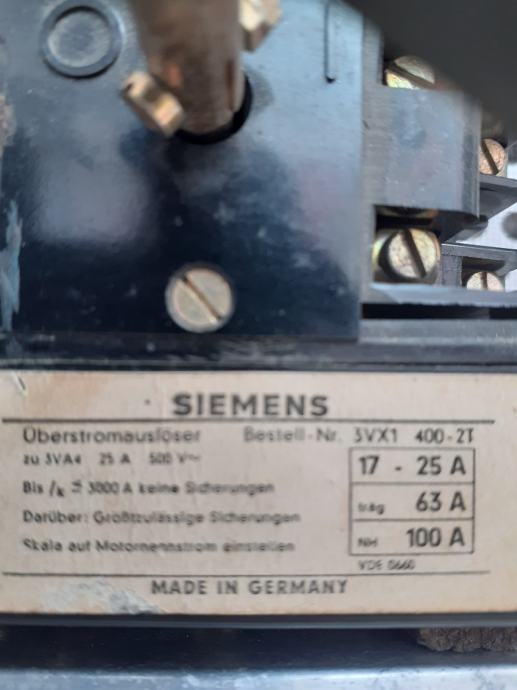 SIEMENS
Überstromauslöser Bestell-Nr. 3VX1 400-2T
zu 3VA4 25 A 500 V~
17 - 25 A
Bis Ik = 3000 A keine Sicherungen
träg 63 A
Darüber: Größtzulässige Sicherungen
NH 100 A
Skala auf Motornennstrom einstellen
VDE 0660
MADE IN GERMANY